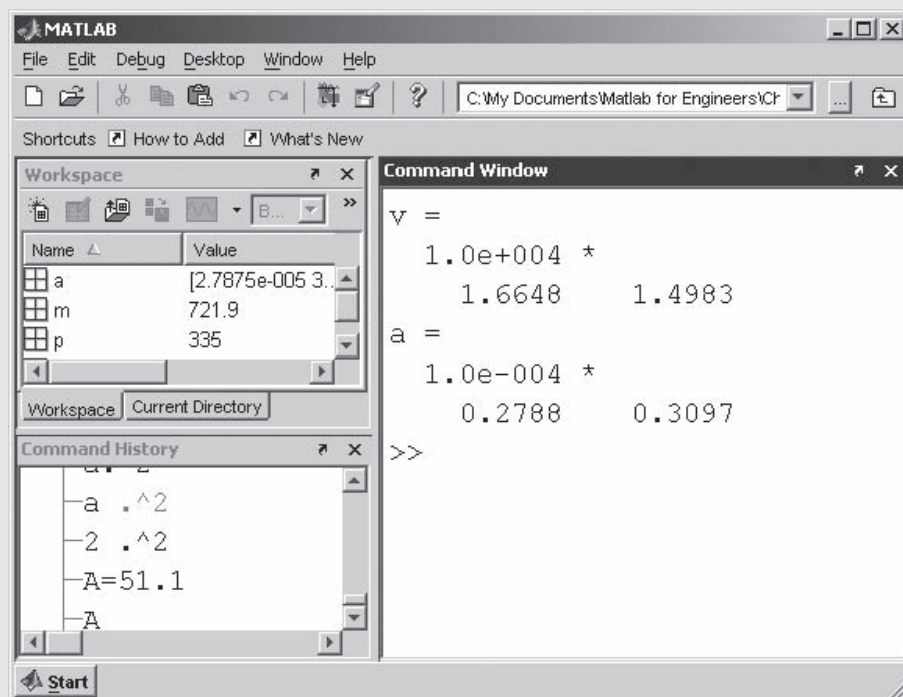 MATLAB
File Edit Debug Desktop Window Help
C:\My Documents\Matlab for Engineers\Ch
...
Shortcuts How to Add What's New
Workspace
B...
»
Name Value
a [2.7875e-005 3...
m 721.9
p 335
Workspace Current Directory
Command History
a .^2
2 .^2
A=51.1
A
Command Window
v =
1.0e+004 *
1.6648 1.4983
a =
1.0e-004 *
0.2788 0.3097
>>
Start